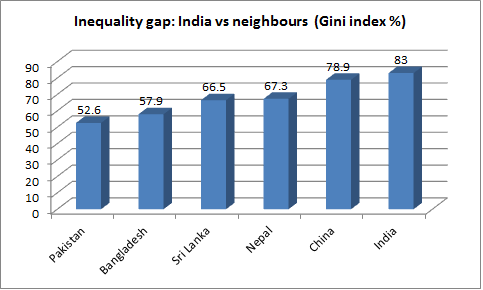 Inequality gap: India vs neighbours (Gini index %)
90
80
70
60
50
40
30
20
10
0
52.6
57.9
66.5
67.3
78.9
83
Pakistan
Bangladesh
Sri Lanka
Nepal
China
India